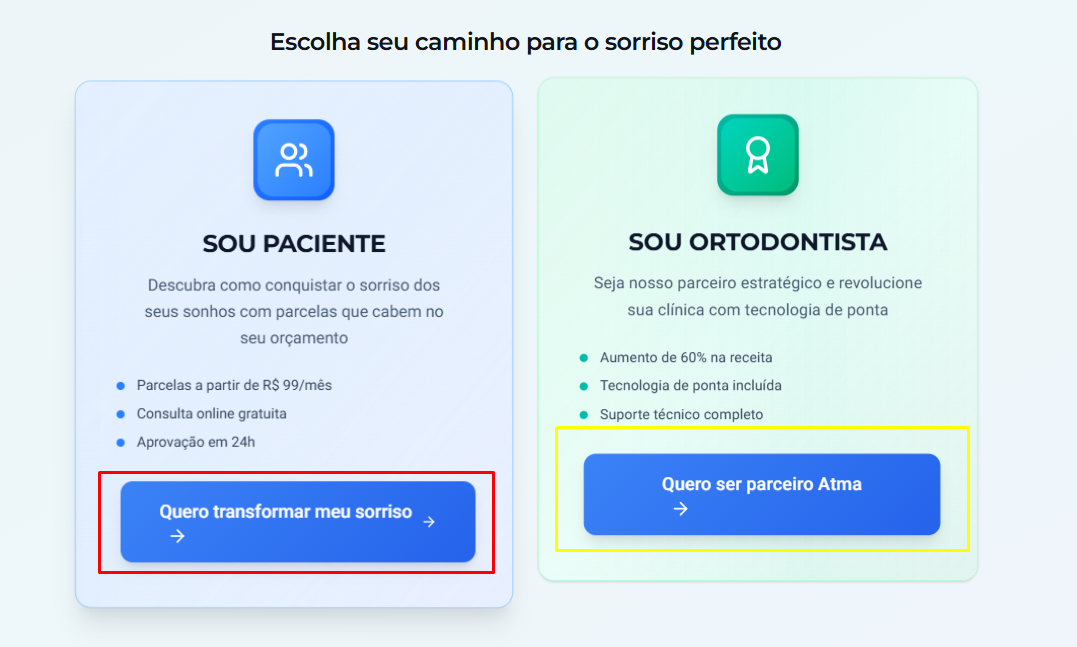 Escolha seu caminho para o sorriso perfeito
SOU PACIENTE
Descubra como conquistar o sorriso dos
seus sonhos com parcelas que cabem no
seu orçamento
Parcelas a partir de R$ 99/mês
Consulta online gratuita
Aprovação em 24h
Quero transformar meu sorriso →
→
SOU ORTODONTISTA
Seja nosso parceiro estratégico e revolucione
sua clínica com tecnologia de ponta
Aumento de 60% na receita
Tecnologia de ponta incluída
Suporte técnico completo
Quero ser parceiro Atma
→